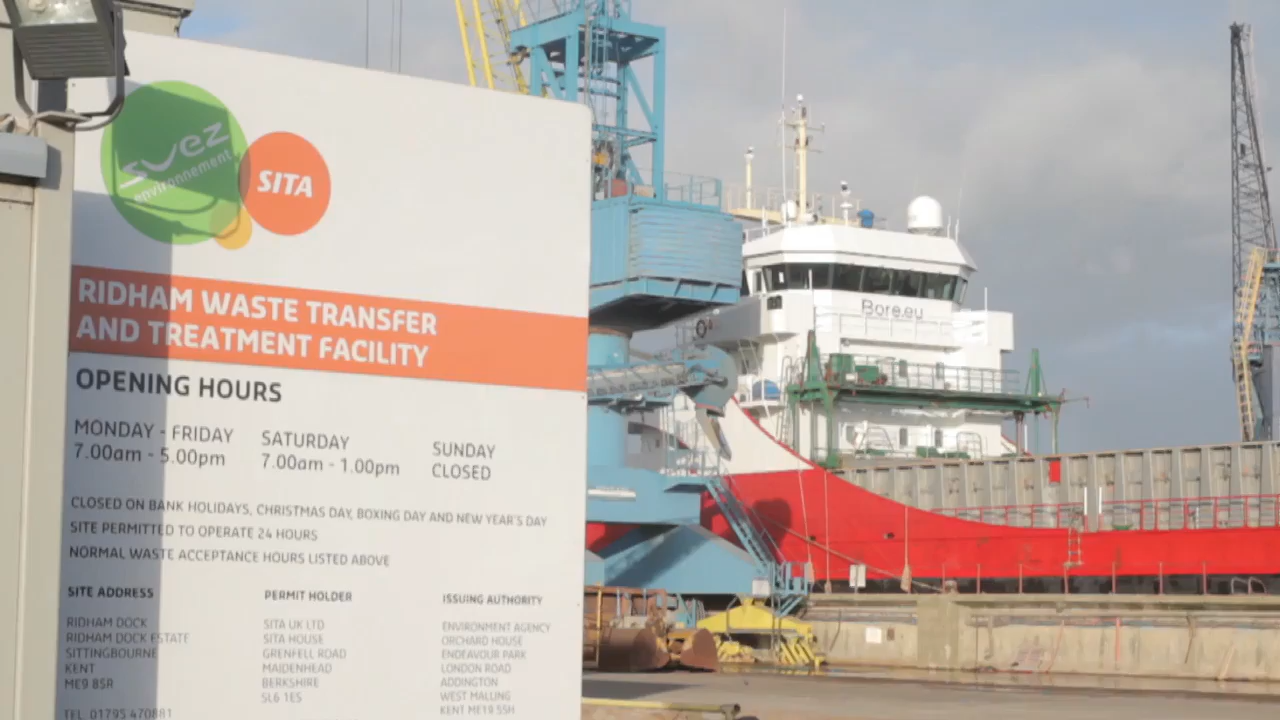 svez
environnement
SITA
RIDHAM WASTE TRANSFER
AND TREATMENT FACILITY
OPENING HOURS
MONDAY - FRIDAY
7.00am - 5.00pm
SATURDAY
7.00am - 1.00pm
SUNDAY
CLOSED
CLOSED ON BANK HOLIDAYS, CHRISTMAS DAY, BOXING DAY AND NEW YEAR'S DAY
SITE PERMITTED TO OPERATE 24 HOURS
NORMAL WASTE ACCEPTANCE HOURS LISTED ABOVE
SITE ADDRESS
RIDHAM DOCK
RIDHAM DOCK ESTATE
SITTINGBOURNE
KENT
ME9 8SR
TEL 01795 470881
PERMIT HOLDER
SITA UK LTD
SITA HOUSE
GRENFELL ROAD
MAIDENHEAD
BERKSHIRE
SL6 1ES
ISSUING AUTHORITY
ENVIRONMENT AGENCY
ORCHARD HOUSE
ENDEAVOUR PARK
LONDON ROAD
ADDINGTON
WEST MALLING
KENT ME19 5SH
Bore.eu